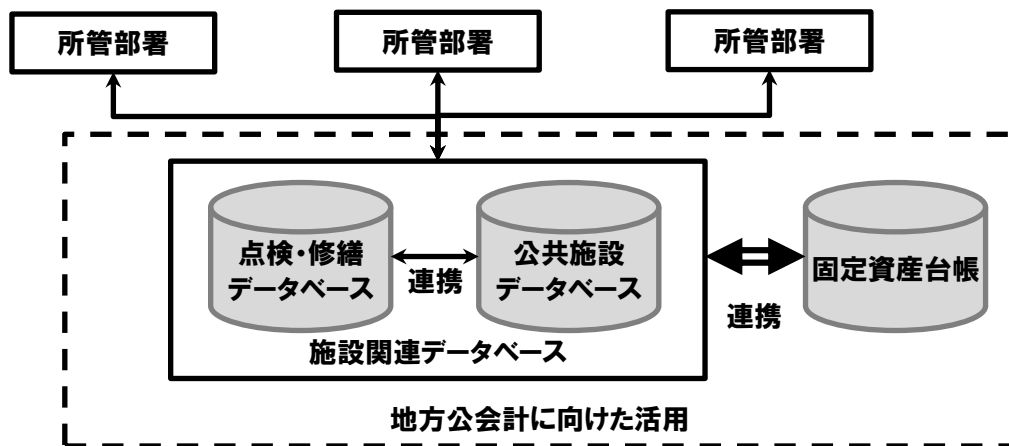 所管部署
所管部署
所管部署
点検・修繕
データベース
連携
公共施設
データベース
固定資産台帳
連携
施設関連データベース
地方公会計に向けた活用